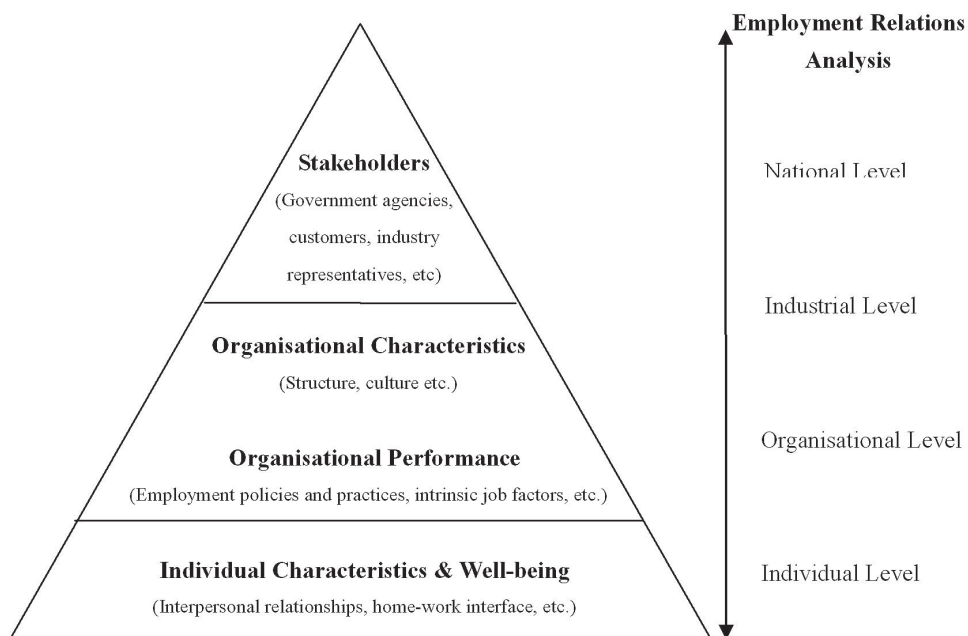 Employment Relations
Analysis
Stakeholders
(Government agencies,
customers, industry
representatives, etc)
National Level
Industrial Level
Organisational Characteristics
(Structure, culture etc.)
Organisational Level
Organisational Performance
(Employment policies and practices, intrinsic job factors, etc.)
Individual Characteristics & Well-being
(Interpersonal relationships, home-work interface, etc.)
Individual Level